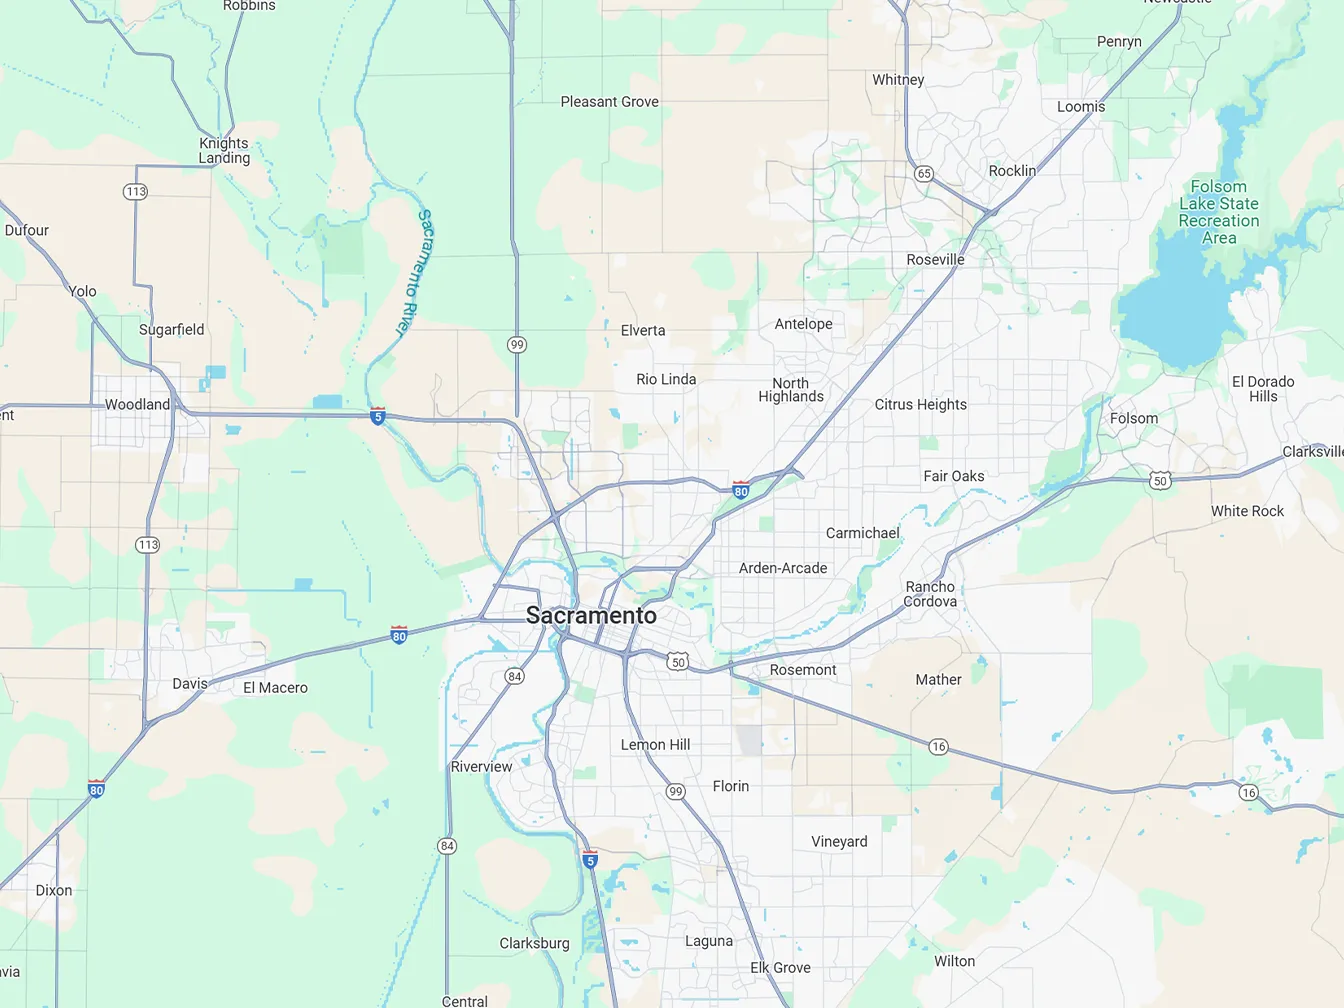 Robbins
Newcastle
Penryn
Whitney
Pleasant Grove
Loomis
Knights
Landing
65
Rocklin
113
Folsom
Lake State
Recreation
Area
Dufour
Sacramento River
Roseville
Yolo
Sugarfield
Elverta
Antelope
99
Rio Linda
North
Highlands
El Dorado
Hills
Woodland
Citrus Heights
5
Folsom
nt
Clarksville
Fair Oaks
50
80
White Rock
Carmichael
113
Arden-Arcade
Rancho
Cordova
Sacramento
80
50
84
Rosemont
Davis
El Macero
Mather
Lemon Hill
16
Riverview
80
Florin
99
16
84
Vineyard
5
Dixon
Clarksburg
Laguna
Wilton
Elk Grove
via
Central